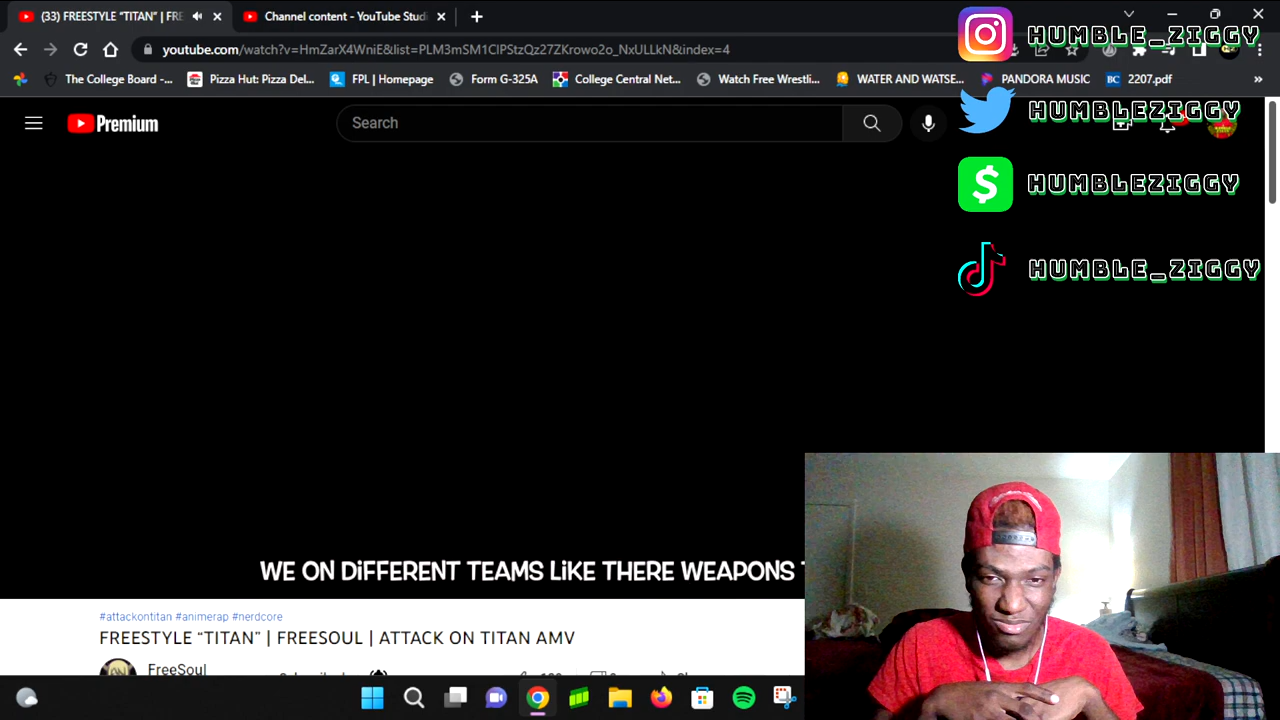 (33) FREESTYLE “TITAN” | FRE
Channel content - YouTube Studi
HUMBLE_ZIGGY
youtube.com/watch?v=HmZarX4WniE&list=PLM3mSM1ClPStzQz27ZKrowo2o_NxULLkN&index=4
The College Board -...
Pizza Hut: Pizza Del...
FPL | Homepage
Form G-325A
College Central Net...
Watch Free Wrestli...
WATER AND WATSE...
PANDORA MUSIC
BC
2207.pdf
»
Premium
Search
HUMBLEZIGGY
$
HUMBLEZIGGY
HUMBLE_ZIGGY
WE ON DIFFERENT TEAMS LIKE THERE WEAPONS
#attackontitan #animerap #nerdcore
FREESTYLE “TITAN” | FREESOUL | ATTACK ON TITAN AMV
FreeSoul